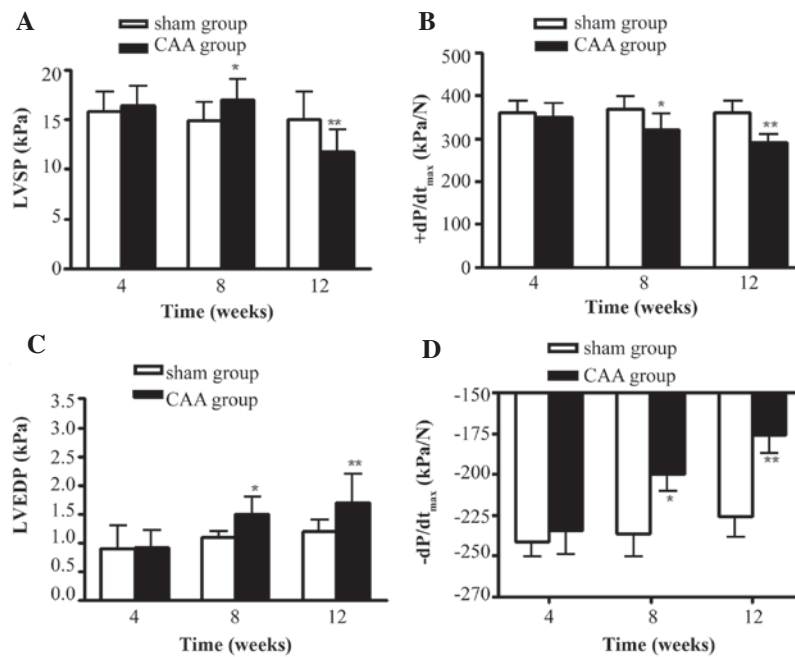 A
sham group
CAA group
LVSP (kPa)
20
15
10
5
0
*
**
4 8 12
Time (weeks)
B
sham group
CAA group
+dP/dtmax (kPa/N)
500
400
300
200
100
0
*
**
4 8 12
Time (weeks)
C
sham group
CAA group
LVEDP (kPa)
3.5
3.0
2.5
2.0
1.5
1.0
0.5
0.0
*
**
4 8 12
Time (weeks)
D
sham group
CAA group
-dP/dtmax (kPa/N)
-150
-175
-200
-225
-250
-270
*
**
4 8 12
Time (weeks)